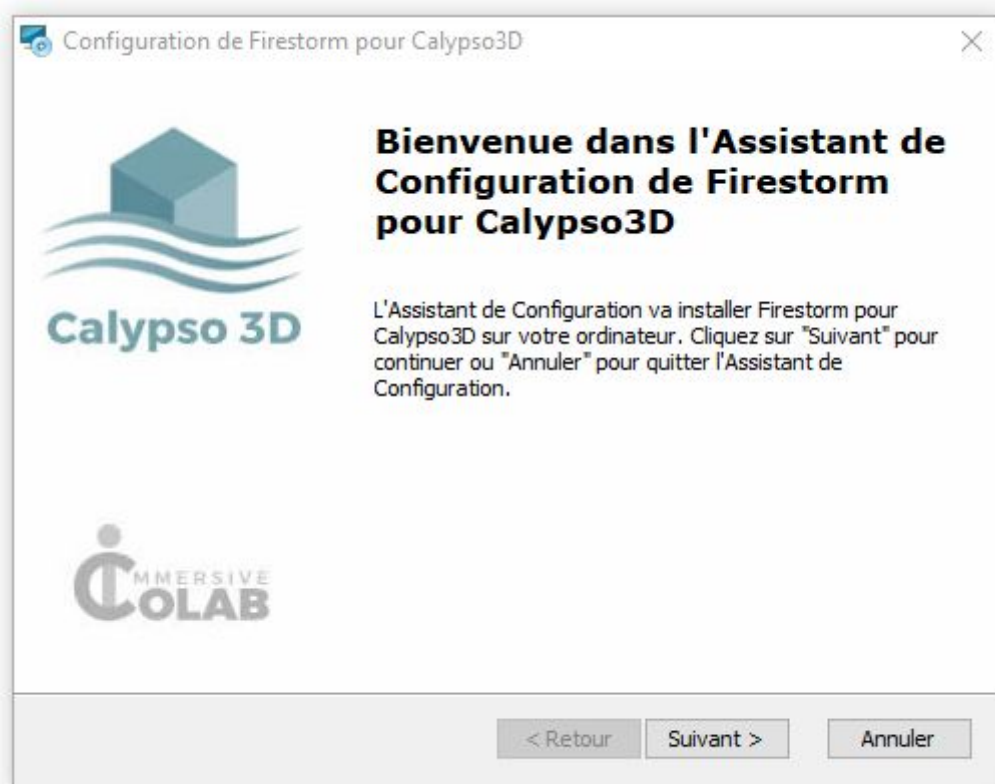 Configuration de Firestorm pour Calypso3D
Bienvenue dans l'Assistant de
Configuration de Firestorm
pour Calypso3D
Calypso 3D
L'Assistant de Configuration va installer Firestorm pour
Calypso3D sur votre ordinateur. Cliquez sur "Suivant" pour
continuer ou "Annuler" pour quitter l'Assistant de
Configuration.
IMMERSIVE
COLAB
< Retour
Suivant >
Annuler